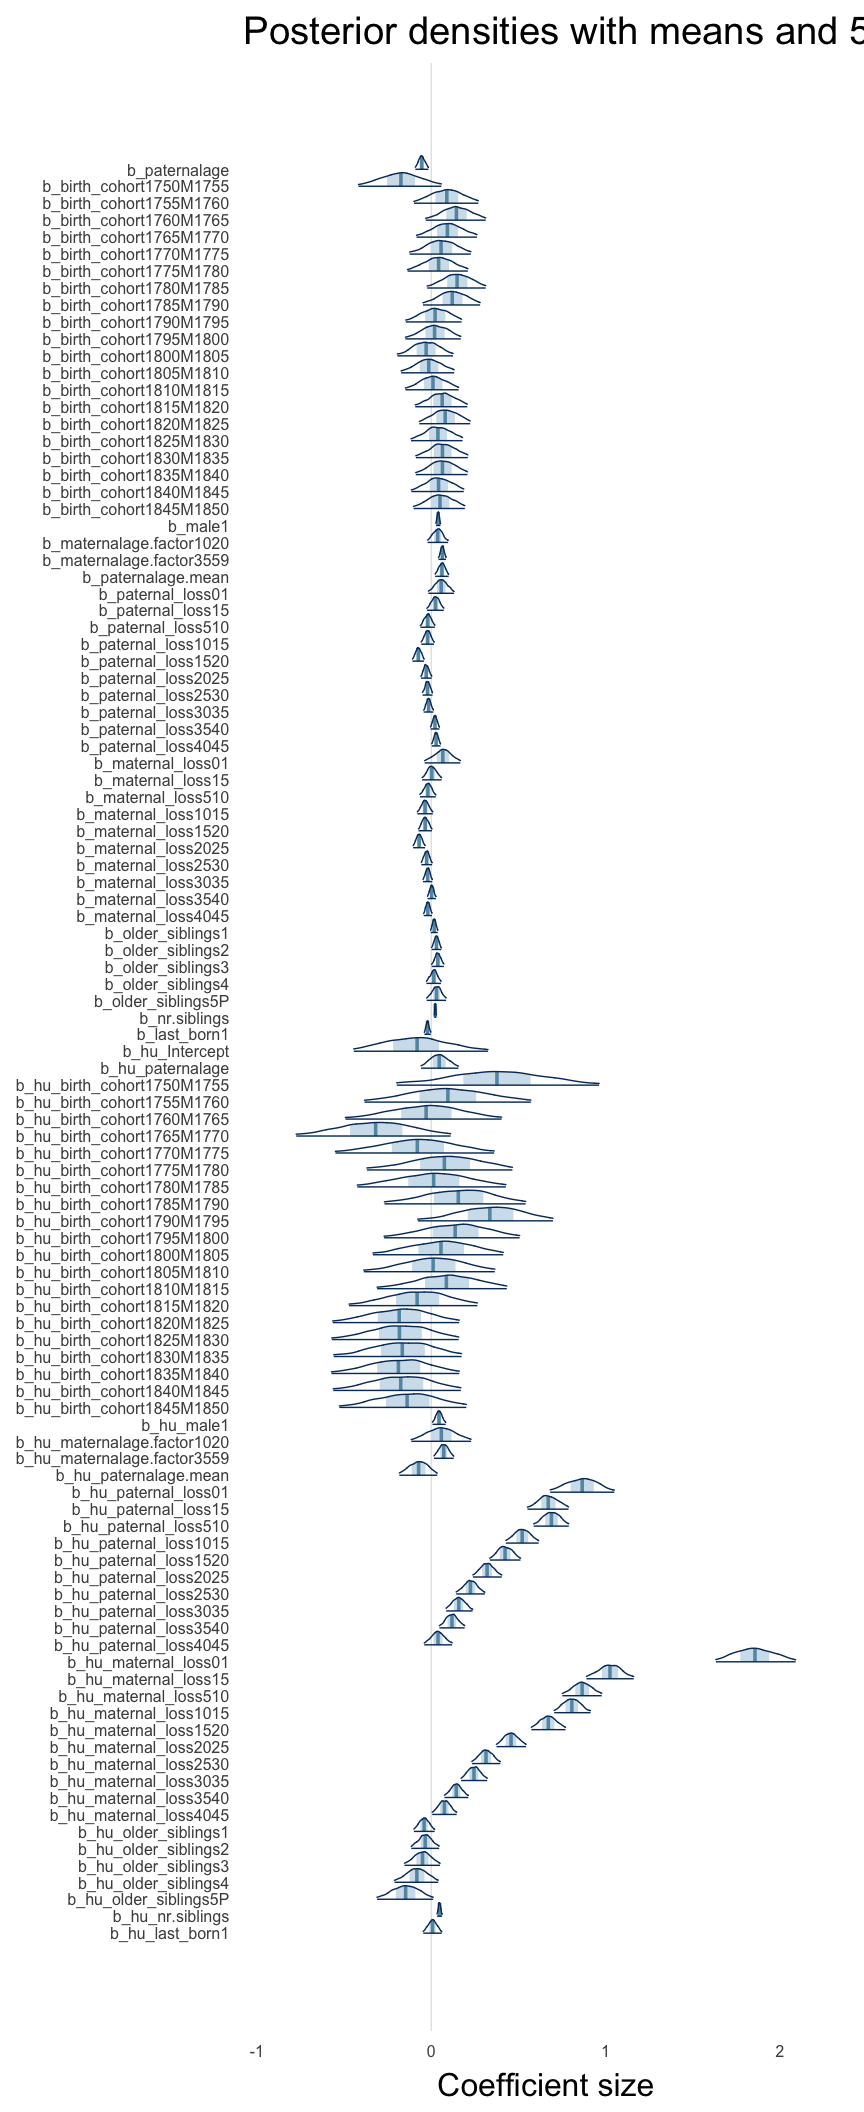 Posterior densities with means and 5
b_paternalage
b_birth_cohort1750M1755
b_birth_cohort1755M1760
b_birth_cohort1760M1765
b_birth_cohort1765M1770
b_birth_cohort1770M1775
b_birth_cohort1775M1780
b_birth_cohort1780M1785
b_birth_cohort1785M1790
b_birth_cohort1790M1795
b_birth_cohort1795M1800
b_birth_cohort1800M1805
b_birth_cohort1805M1810
b_birth_cohort1810M1815
b_birth_cohort1815M1820
b_birth_cohort1820M1825
b_birth_cohort1825M1830
b_birth_cohort1830M1835
b_birth_cohort1835M1840
b_birth_cohort1840M1845
b_birth_cohort1845M1850
b_male1
b_maternalage.factor1020
b_maternalage.factor3559
b_paternalage.mean
b_paternal_loss01
b_paternal_loss15
b_paternal_loss510
b_paternal_loss1015
b_paternal_loss1520
b_paternal_loss2025
b_paternal_loss2530
b_paternal_loss3035
b_paternal_loss3540
b_paternal_loss4045
b_maternal_loss01
b_maternal_loss15
b_maternal_loss510
b_maternal_loss1015
b_maternal_loss1520
b_maternal_loss2025
b_maternal_loss2530
b_maternal_loss3035
b_maternal_loss3540
b_maternal_loss4045
b_older_siblings1
b_older_siblings2
b_older_siblings3
b_older_siblings4
b_older_siblings5P
b_nr.siblings
b_last_born1
b_hu_Intercept
b_hu_paternalage
b_hu_birth_cohort1750M1755
b_hu_birth_cohort1755M1760
b_hu_birth_cohort1760M1765
b_hu_birth_cohort1765M1770
b_hu_birth_cohort1770M1775
b_hu_birth_cohort1775M1780
b_hu_birth_cohort1780M1785
b_hu_birth_cohort1785M1790
b_hu_birth_cohort1790M1795
b_hu_birth_cohort1795M1800
b_hu_birth_cohort1800M1805
b_hu_birth_cohort1805M1810
b_hu_birth_cohort1810M1815
b_hu_birth_cohort1815M1820
b_hu_birth_cohort1820M1825
b_hu_birth_cohort1825M1830
b_hu_birth_cohort1830M1835
b_hu_birth_cohort1835M1840
b_hu_birth_cohort1840M1845
b_hu_birth_cohort1845M1850
b_hu_male1
b_hu_maternalage.factor1020
b_hu_maternalage.factor3559
b_hu_paternalage.mean
b_hu_paternal_loss01
b_hu_paternal_loss15
b_hu_paternal_loss510
b_hu_paternal_loss1015
b_hu_paternal_loss1520
b_hu_paternal_loss2025
b_hu_paternal_loss2530
b_hu_paternal_loss3035
b_hu_paternal_loss3540
b_hu_paternal_loss4045
b_hu_maternal_loss01
b_hu_maternal_loss15
b_hu_maternal_loss510
b_hu_maternal_loss1015
b_hu_maternal_loss1520
b_hu_maternal_loss2025
b_hu_maternal_loss2530
b_hu_maternal_loss3035
b_hu_maternal_loss3540
b_hu_maternal_loss4045
b_hu_older_siblings1
b_hu_older_siblings2
b_hu_older_siblings3
b_hu_older_siblings4
b_hu_older_siblings5P
b_hu_nr.siblings
b_hu_last_born1
-1 0 1 2
Coefficient size